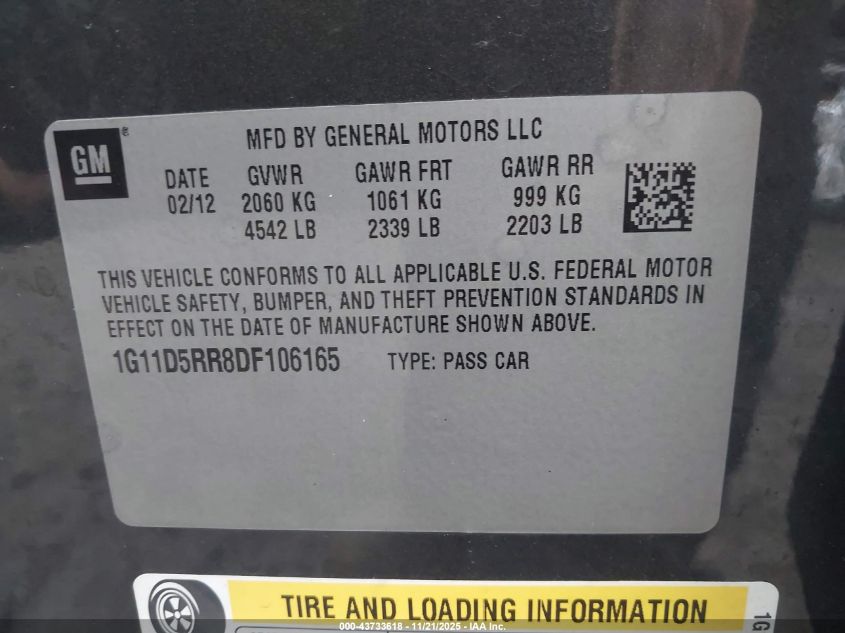 GM®
MFD BY GENERAL MOTORS LLC
DATE GVWR GAWR FRT GAWR RR
02/12 2060 KG 1061 KG 999 KG
4542 LB 2339 LB 2203 LB
THIS VEHICLE CONFORMS TO ALL APPLICABLE U.S. FEDERAL MOTOR
VEHICLE SAFETY, BUMPER, AND THEFT PREVENTION STANDARDS IN
EFFECT ON THE DATE OF MANUFACTURE SHOWN ABOVE.
1G11D5RR8DF106165 TYPE: PASS CAR
TIRE AND LOADING INFORMATION
1G
000-43733618 - 11/21/2025 - IAA Inc.